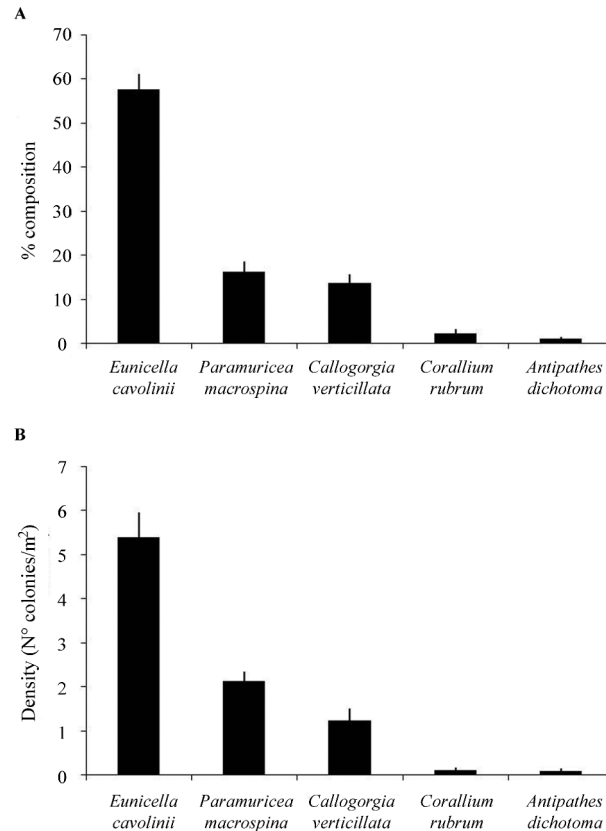 A
70
60
50
40
30
20
10
0
% composition
Eunicella Paramuricea Callogorgia Corallium Antipathes
cavolinii macrospina verticillata rubrum dichotoma
B
7
6
5
4
3
2
1
0
Density (N° colonies/m²)
Eunicella Paramuricea Callogorgia Corallium Antipathes
cavolinii macrospina verticillata rubrum dichotoma